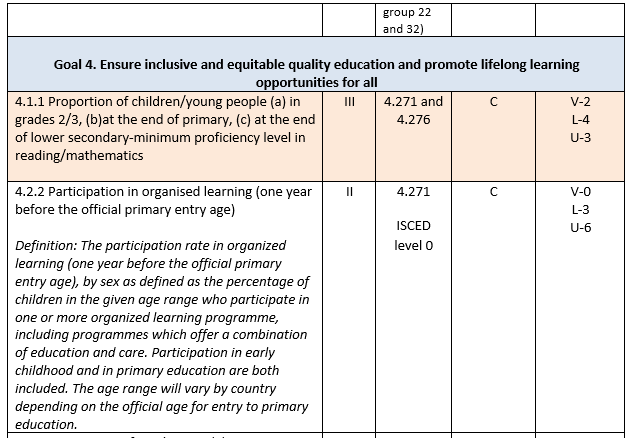 group 22
and 32)
Goal 4. Ensure inclusive and equitable quality education and promote lifelong learning
opportunities for all
4.1.1 Proportion of children/young people (a) in
grades 2/3, (b)at the end of primary, (c) at the end
of lower secondary-minimum proficiency level in
reading/mathematics
III
4.271 and
4.276
C
V-2
L-4
U-3
4.2.2 Participation in organised learning (one year
before the official primary entry age)
Definition: The participation rate in organized
learning (one year before the official primary
entry age), by sex as defined as the percentage of
children in the given age range who participate in
one or more organized learning programme,
including programmes which offer a combination
of education and care. Participation in early
childhood and in primary education are both
included. The age range will vary by country
depending on the official age for entry to primary
education.
II
4.271
ISCED
level 0
C
V-0
L-3
U-6